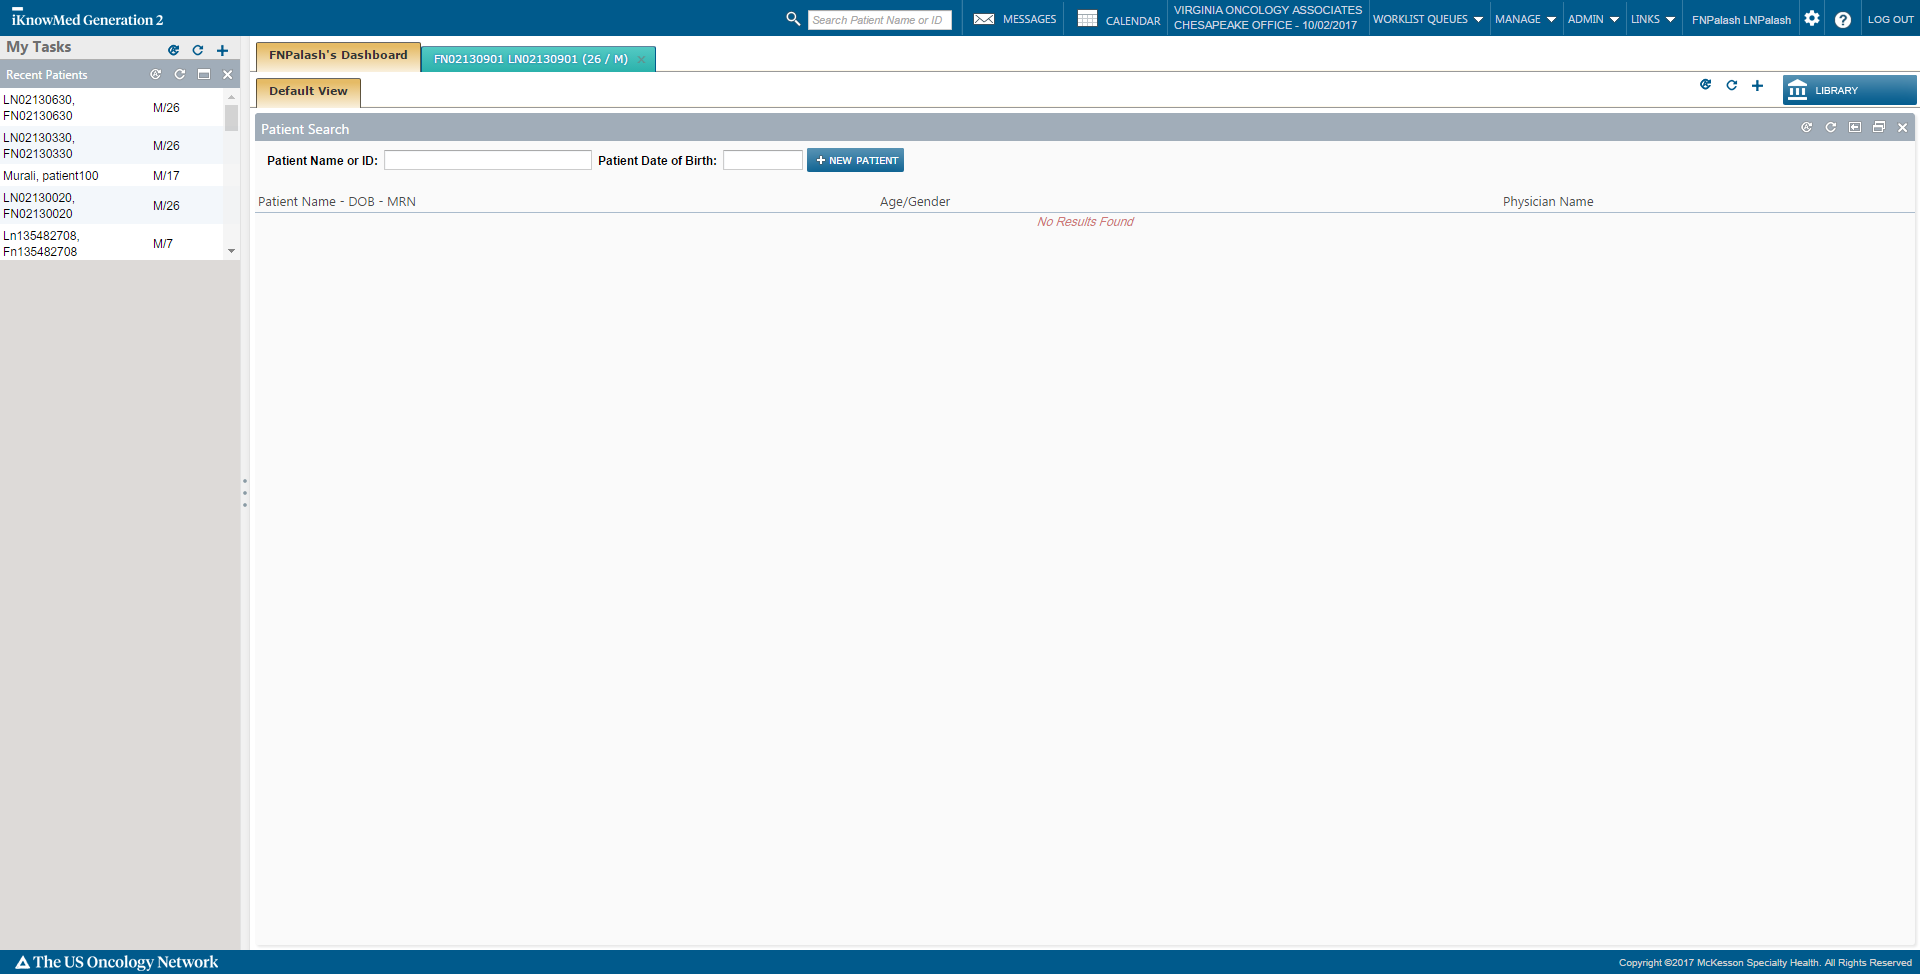 iKnowMed Generation 2
Search Patient Name or ID
MESSAGES
CALENDAR
VIRGINIA ONCOLOGY ASSOCIATES
CHESAPEAKE OFFICE - 10/02/2017
WORKLIST QUEUES
MANAGE
ADMIN
LINKS
FNPalash LNPalash
LOG OUT
My Tasks
Recent Patients
LN02130630,
FN02130630
M/26
LN02130330,
FN02130330
M/26
Murali, patient100
M/17
LN02130020,
FN02130020
M/26
Ln135482708,
Fn135482708
M/7
FNPalash's Dashboard
FN02130901 LN02130901 (26 / M)
Default View
LIBRARY
Patient Search
Patient Name or ID:
Patient Date of Birth:
+ NEW PATIENT
Patient Name - DOB - MRN
Age/Gender
Physician Name
No Results Found
The US Oncology Network
Copyright ©2017 McKesson Specialty Health. All Rights Reserved